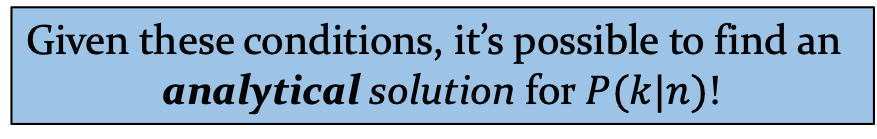 Given these conditions, it's possible to find an
analytical solution for P(k|n)!